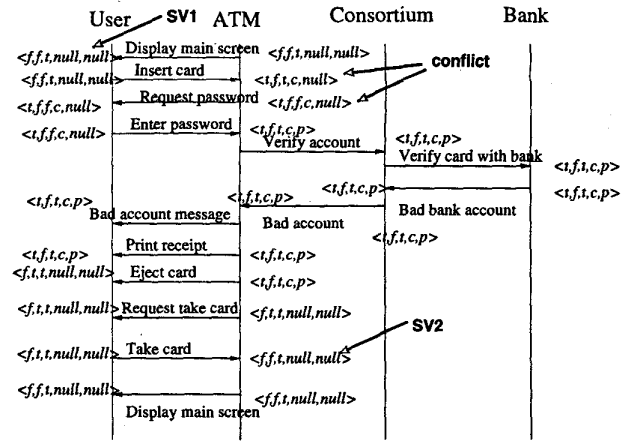 User SV1 ATM Consortium Bank
Display main screen
<f,f,t,null,null> <f,f,t,null,null>
conflict
Insert card
<f,t,t,null,null> <t,t,t,c,null>
Request password
<t,f,f,c,null> <t,f,f,c,null>
Enter password
<t,f,f,c,null> <t,f,t,c,p>
Verify account <t,f,t,c,p>
Verify card with bank <t,f,t,c,p>
<t,f,t,c,p> <t,f,t,c,p> <t,f,t,c,p> <t,f,t,c,p>
Bad account message Bad account Bad bank account
<t,f,t,c,p>
Print receipt
<t,f,t,c,p> <t,f,t,c,p>
<f,t,t,null,null> Eject card <t,f,t,c,p>
<f,t,t,null,null> Request take card <f,t,t,null,null>
SV2
Take card
<f,t,t,null,null> <f,f,t,null,null>
<f,f,t,null,null> <f,f,t,null,null>
Display main screen